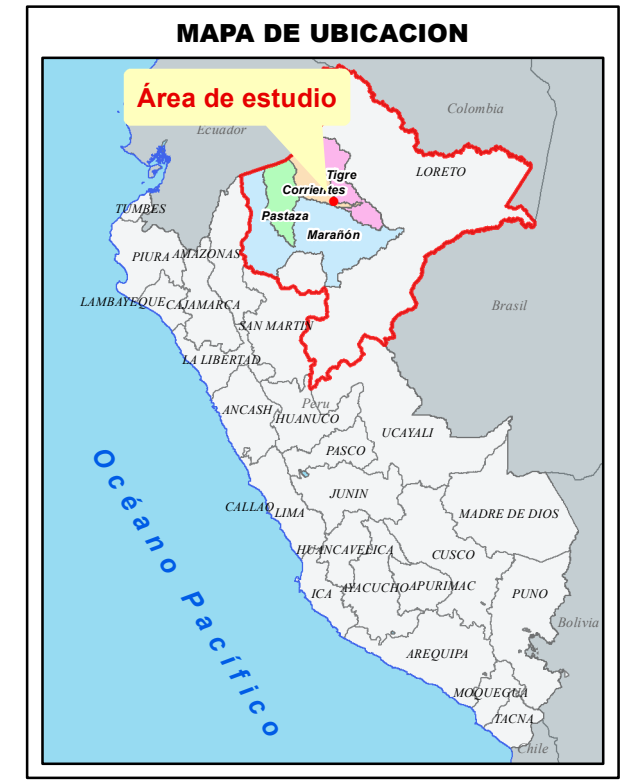 MAPA DE UBICACION
Área de estudio
Colombia
Ecuador
LORETO
Tigre
Corrientes
Pastaza
Marañón
TUMBES
PIURA
AMAZONAS
Brasil
LAMBAYEQUE
CAJAMARCA
SAN MARTIN
LA LIBERTAD
Peru
ANCASH
HUANUCO
UCAYALI
PASCO
Océano Pacífico
JUNIN
CALLAO
LIMA
MADRE DE DIOS
HUANCAVELICA
CUSCO
ICA
AYACUCHO
APURIMAC
PUNO
Bolivia
AREQUIPA
MOQUEGUA
TACNA
Chile